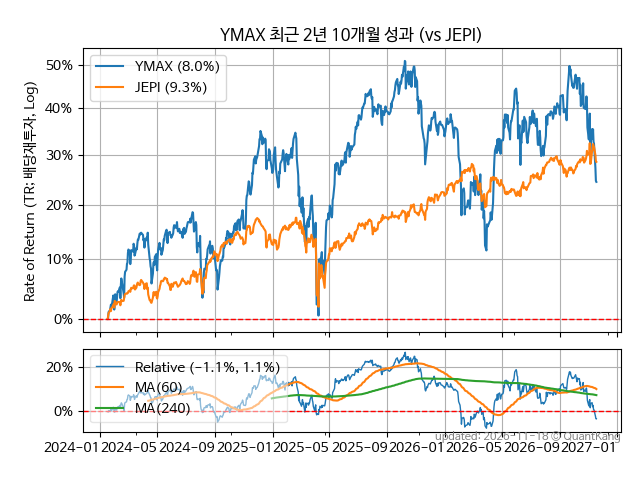 YMAX 최근 2년 10개월 성과 (vs JEPI)
Rate of Return (TR: 배당재투자, Log)
50%
40%
30%
20%
10%
0%
YMAX (8.0%)
JEPI (9.3%)
20%
0%
Relative (−1.1%, 1.1%)
MA(60)
MA(240)
updated: 2026-11-18 © QuantKang
2024-01 2024-05 2024-09 2025-01 2025-05 2025-09 2026-01 2026-05 2026-09 2027-01